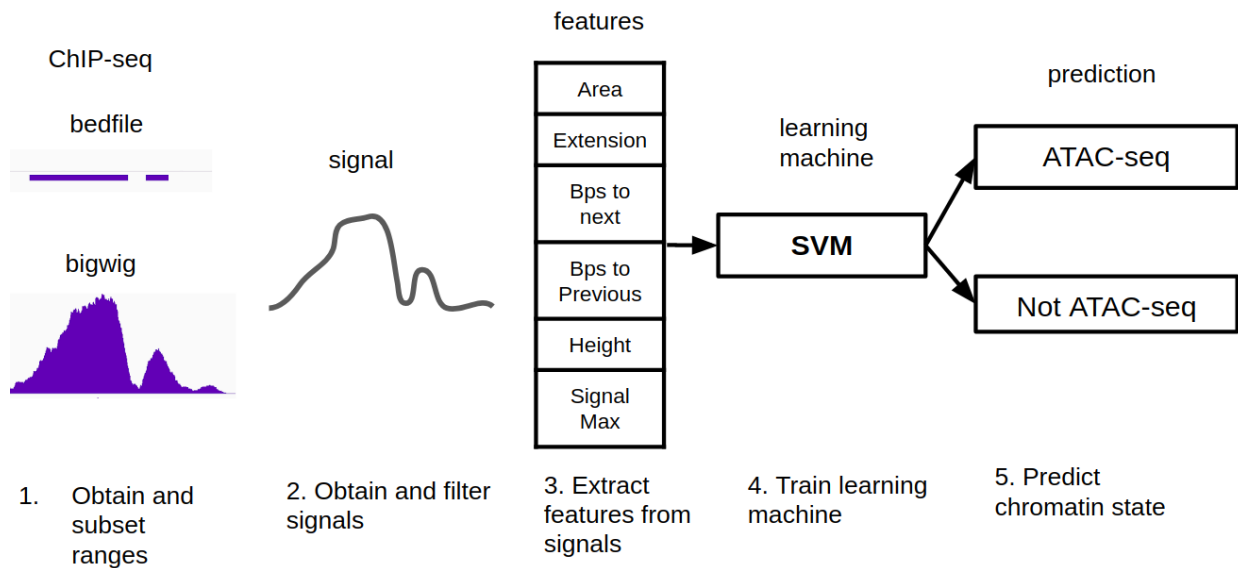 ChIP-seq
bedfile
bigwig
signal
features
Area
Extension
Bps to
next
Bps to
Previous
Height
Signal
Max
learning
machine
SVM
prediction
ATAC-seq
Not ATAC-seq
1. Obtain and
subset
ranges
2. Obtain and filter
signals
3. Extract
features from
signals
4. Train learning
machine
5. Predict
chromatin state